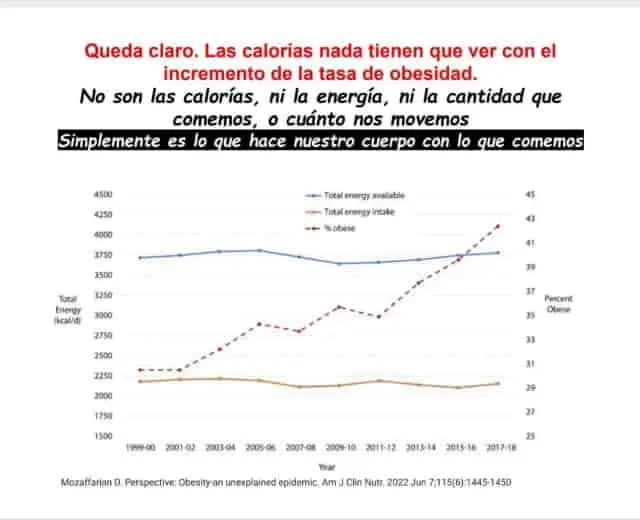 Queda claro. Las calorías nada tienen que ver con el
incremento de la tasa de obesidad.
No son las calorías, ni la energía, ni la cantidad que
comemos, o cuánto nos movemos
Simplemente es lo que hace nuestro cuerpo con lo que comemos
4500
4250
4000
3750
3500
3250
3000
2750
2500
2250
2000
1750
1500
Total
Energy
(kcal/d)
Total energy available
Total energy intake
% obese
45
43
41
39
37
35
33
31
29
27
25
Percent
Obese
1999-00 2001-02 2003-04 2005-06 2007-08 2009-10 2011-12 2013-14 2015-16 2017-18
Year
Mozaffarian D. Perspective: Obesity-an unexplained epidemic. Am J Clin Nutr. 2022 Jun 7;115(6):1445-1450